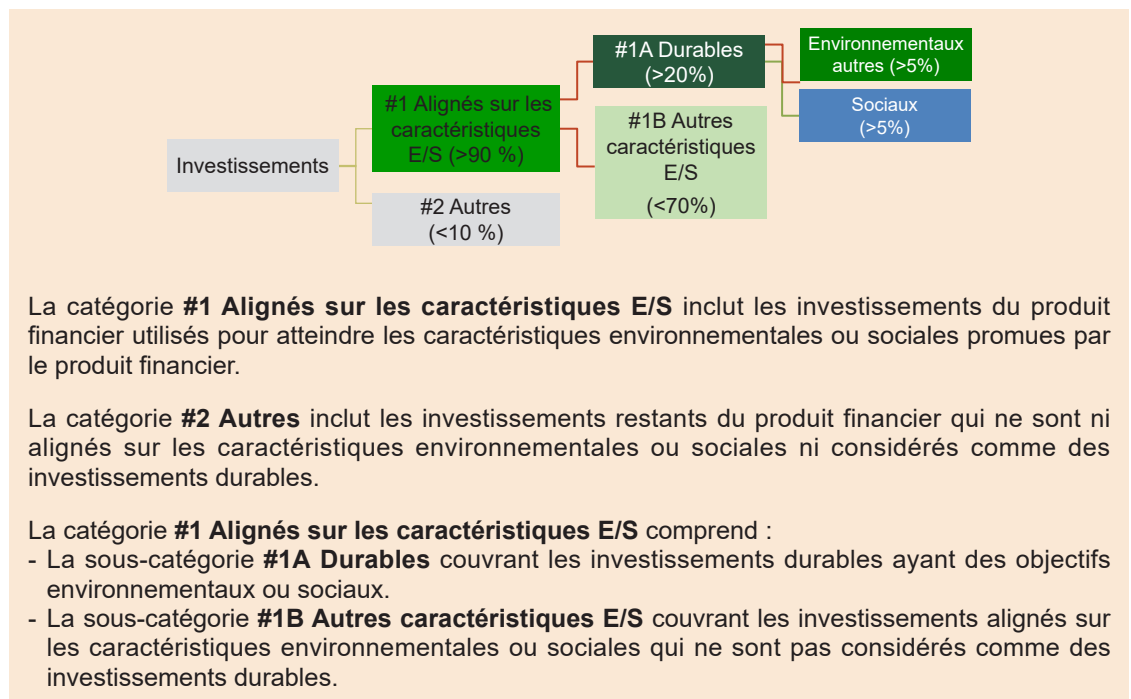 Investissements
#1 Alignés sur les
caractéristiques
E/S (>90 %)
#2 Autres
(<10 %)
#1A Durables
(>20%)
#1B Autres
caractéristiques
E/S
(<70%)
Environnementaux
autres (>5%)
Sociaux
(>5%)
La catégorie #1 Alignés sur les caractéristiques E/S inclut les investissements du produit
financier utilisés pour atteindre les caractéristiques environnementales ou sociales promues par
le produit financier.
La catégorie #2 Autres inclut les investissements restants du produit financier qui ne sont ni
alignés sur les caractéristiques environnementales ou sociales ni considérés comme des
investissements durables.
La catégorie #1 Alignés sur les caractéristiques E/S comprend :
- La sous-catégorie #1A Durables couvrant les investissements durables ayant des objectifs
environnementaux ou sociaux.
- La sous-catégorie #1B Autres caractéristiques E/S couvrant les investissements alignés sur
les caractéristiques environnementales ou sociales qui ne sont pas considérés comme des
investissements durables.